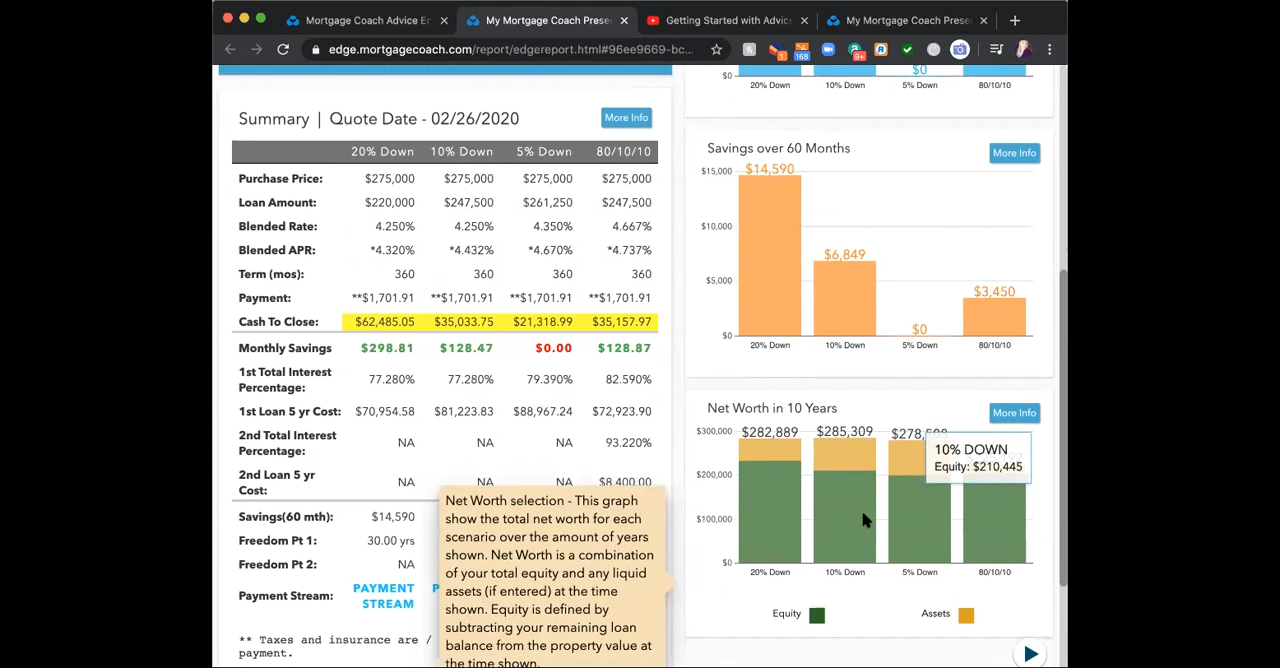 Mortgage Coach Advice Er
My Mortgage Coach Prese
Getting Started with Advic
My Mortgage Coach Prese
edge.mortgagecoach.com/report/edgereport.html#96ee9669-bc...
1
168
9+
Summary | Quote Date - 02/26/2020
More Info
20% Down 10% Down 5% Down 80/10/10
Purchase Price: $275,000 $275,000 $275,000 $275,000
Loan Amount: $220,000 $247,500 $261,250 $247,500
Blended Rate: 4.250% 4.250% 4.350% 4.667%
Blended APR: *4.320% *4.432% *4.670% *4.737%
Term (mos): 360 360 360 360
Payment: **$1,701.91 **$1,701.91 **$1,701.91 **$1,701.91
Cash To Close: $62,485.05 $35,033.75 $21,318.99 $35,157.97
Monthly Savings $298.81 $128.47 $0.00 $128.87
1st Total Interest
Percentage: 77.280% 77.280% 79.390% 82.590%
1st Loan 5 yr Cost: $70,954.58 $81,223.83 $88,967.24 $72,923.90
2nd Total Interest
Percentage: NA NA NA 93.220%
2nd Loan 5 yr
Cost: NA NA NA $8,400.00
Savings(60 mth): $14,590
Freedom Pt 1: 30.00 yrs
Freedom Pt 2: NA
Payment Stream: PAYMENT
STREAM
** Taxes and insurance are /
payment.
Net Worth selection - This graph
show the total net worth for each
scenario over the amount of years
shown. Net Worth is a combination
of your total equity and any liquid
assets (if entered) at the time
shown. Equity is defined by
subtracting your remaining loan
balance from the property value at
the time shown.
$0
$0
20% Down 10% Down 5% Down 80/10/10
Savings over 60 Months
More Info
$15,000
$10,000
$5,000
$0
$14,590
$6,849
$0
$3,450
20% Down 10% Down 5% Down 80/10/10
Net Worth in 10 Years
More Info
$300,000
$200,000
$100,000
$0
$282,889 $285,309
10% DOWN
Equity: $210,445
20% Down 10% Down 5% Down 80/10/10
Equity
Assets